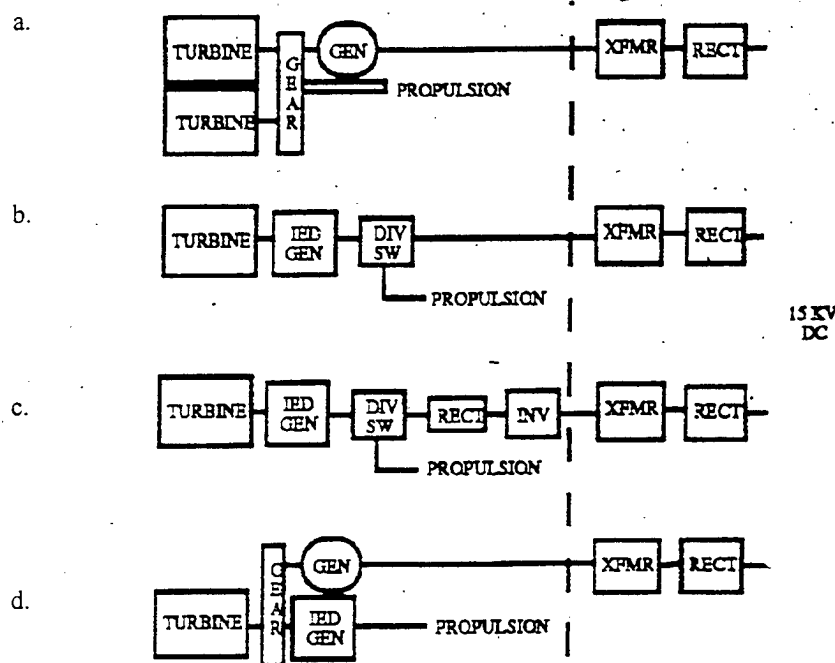 a.
TURBINE
GEAR
GEN
XFMR
RECT
PROPULSION
TURBINE
b.
TURBINE
IED GEN
DIV SW
XFMR
RECT
PROPULSION
15 KV
DC
c.
TURBINE
IED GEN
DIV SW
RECT
INV
XFMR
RECT
PROPULSION
d.
GEAR
GEN
XFMR
RECT
TURBINE
IED GEN
PROPULSION